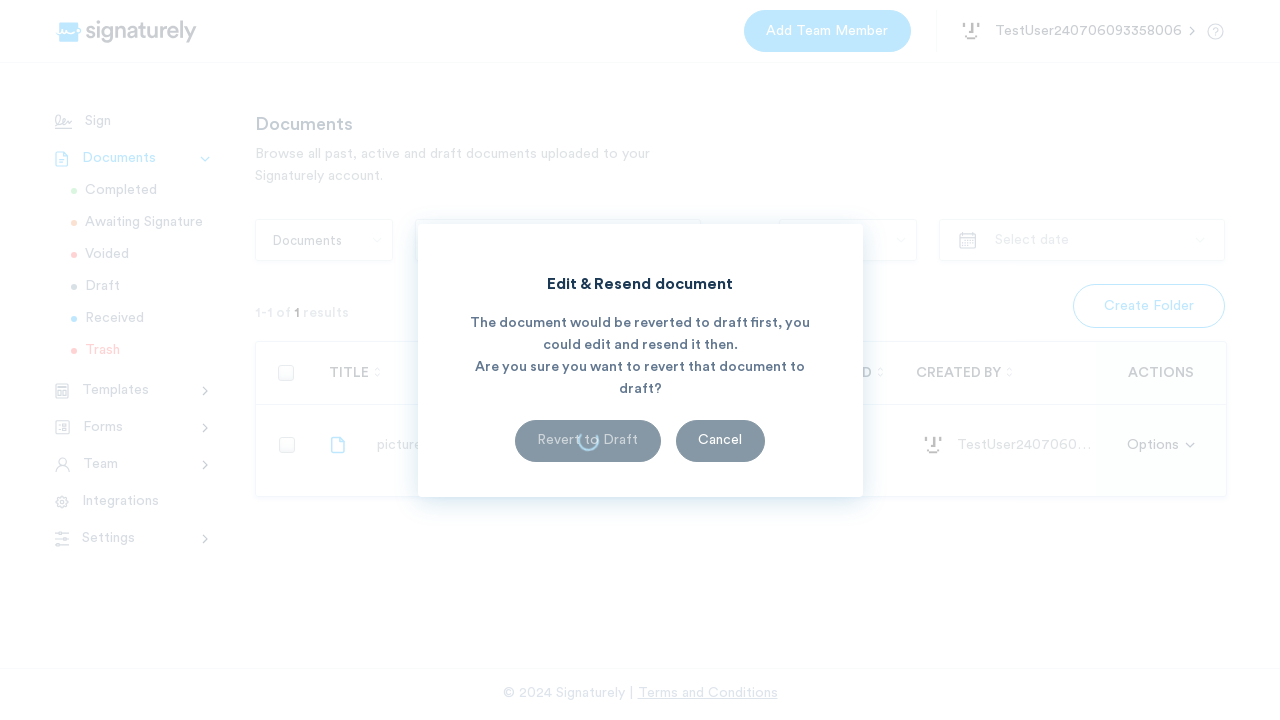 signaturely
Add Team Member
TestUser240706093358006
Sign
Documents
Completed
Awaiting Signature
Voided
Draft
Received
Trash
Templates
Forms
Team
Integrations
Settings
Documents
Browse all past, active and draft documents uploaded to your
Signaturely account.
Documents
Select date
1-1 of 1 results
Create Folder
TITLE
D
CREATED BY
ACTIONS
picture
TestUser2407060...
Options
Edit & Resend document
The document would be reverted to draft first, you
could edit and resend it then.
Are you sure you want to revert that document to
draft?
Revert to Draft
Cancel
© 2024 Signaturely | Terms and Conditions